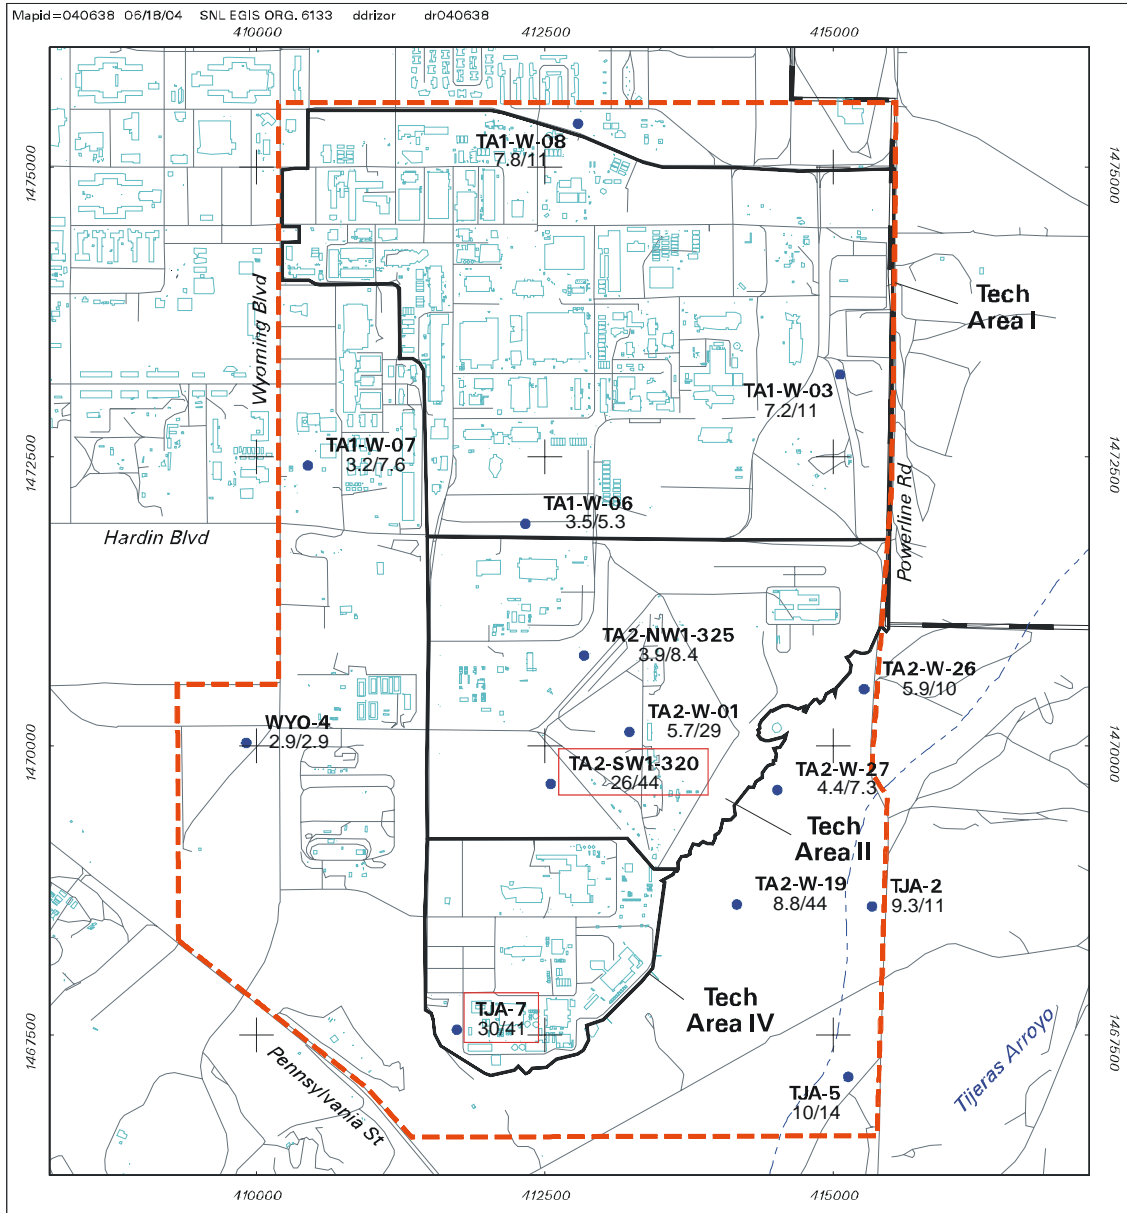 Mapid=040638 06/18/04 SNL EGIS ORG. 6133 ddrizor dr040638
410000 412500 415000
TA1-W-08
7.8/11
1475000
1475000
Wyoming Blvd
Tech
Area I
TA1-W-03
7.2/11
TA1-W-07
3.2/7.6
1472500
1472500
TA1-W-06
3.5/5.3
Hardin Blvd
Powerline Rd
TA2-NW1-325
3.9/8.4
TA2-W-26
5.9/10
WYO-4
2.9/2.9
TA2-W-01
5.7/29
1470000
1470000
TA2-SW1-320
26/44
TA2-W-27
4.4/7.3
Tech
Area II
TA2-W-19
8.8/44
TJA-2
9.3/11
Tech
Area IV
TJA-7
30/41
1467500
1467500
Pennsylvania St
Tijeras Arroyo
TJA-5
10/14
410000 412500 415000